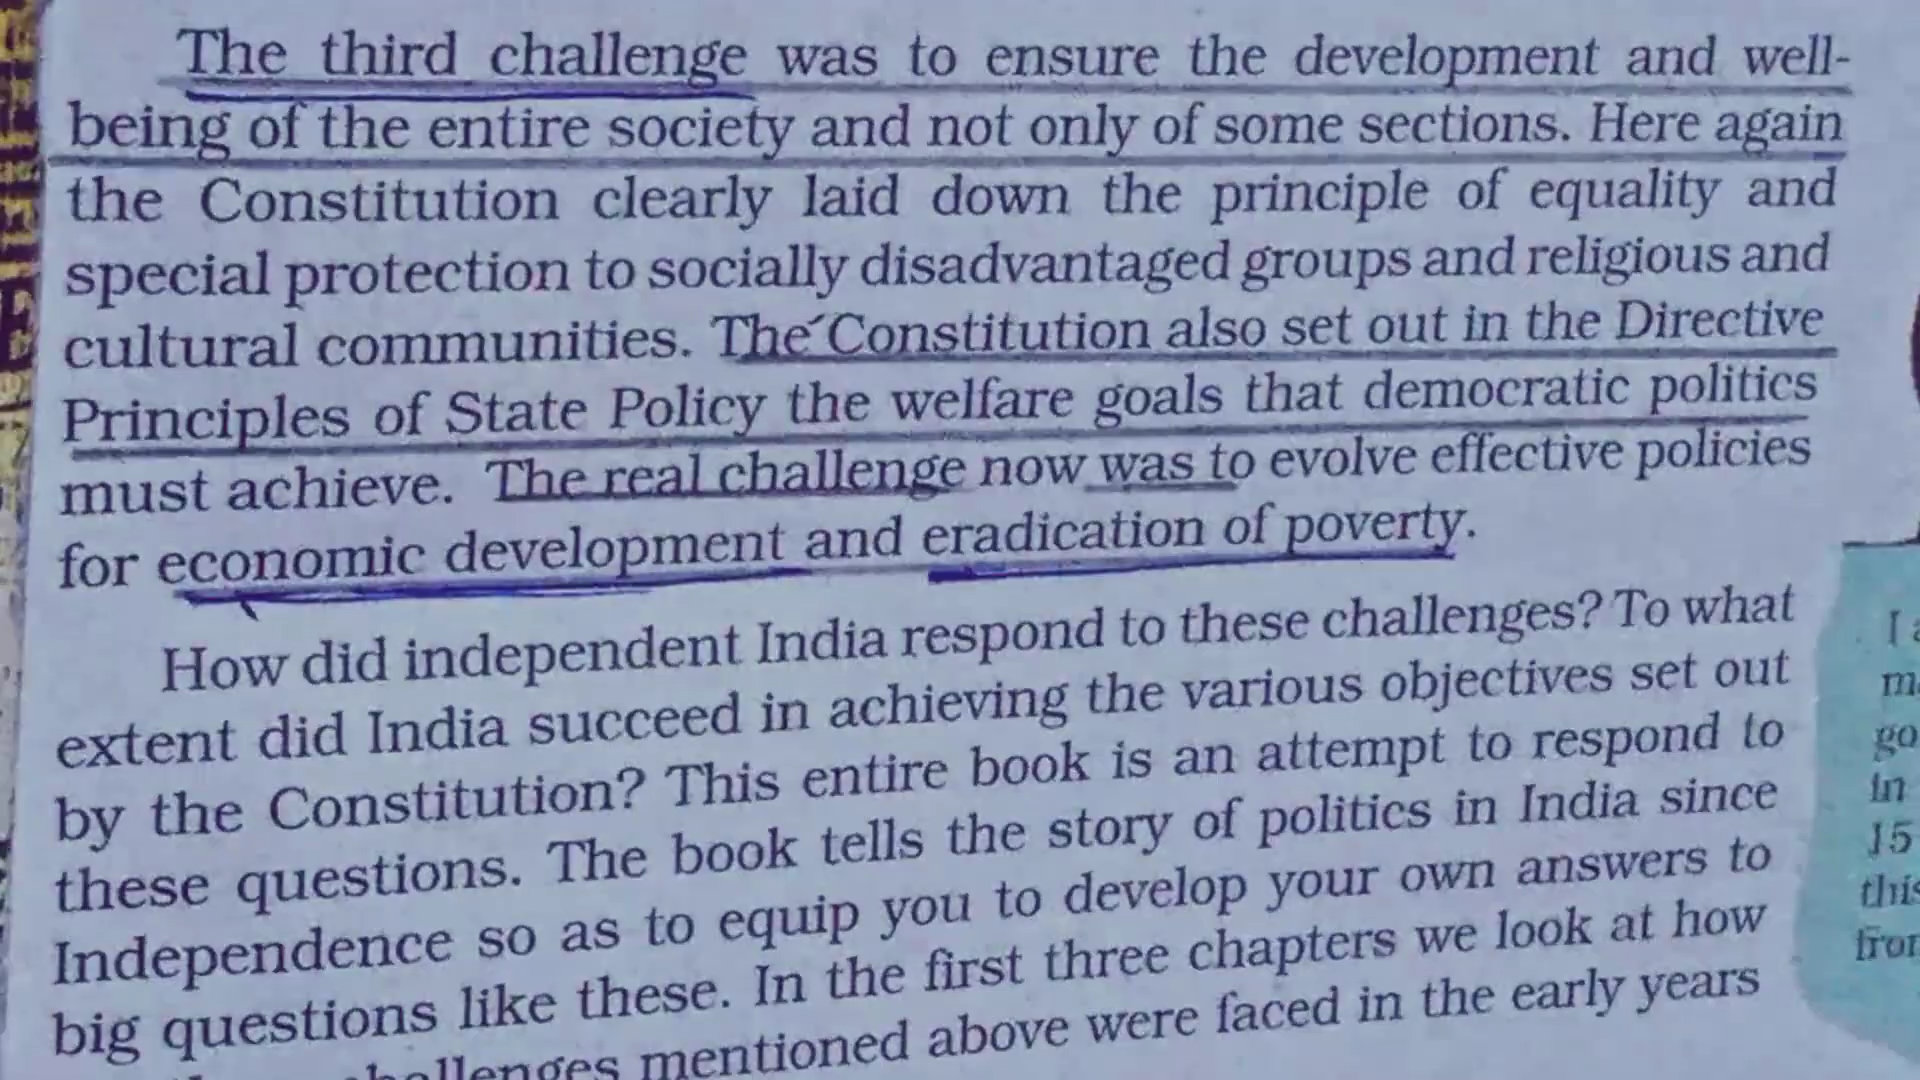 The third challenge was to ensure the development and well-
being of the entire society and not only of some sections. Here again
the Constitution clearly laid down the principle of equality and
special protection to socially disadvantaged groups and religious and
cultural communities. The Constitution also set out in the Directive
Principles of State Policy the welfare goals that democratic politics
must achieve. The real challenge now was to evolve effective policies
for economic development and eradication of poverty.
How did independent India respond to these challenges? To what
extent did India succeed in achieving the various objectives set out
by the Constitution? This entire book is an attempt to respond to
these questions. The book tells the story of politics in India since
Independence so as to equip you to develop your own answers to
big questions like these. In the first three chapters we look at how
challenges mentioned above were faced in the early years
I
go
in
15
this
from